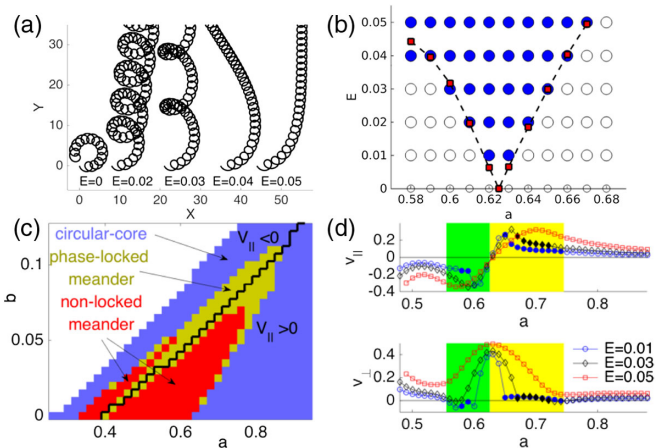 (a)
30
20
10
0
Y
E=0 E=0.02 E=0.03 E=0.04 E=0.05
0 10 20 30 40 50
X
(b)
0.05
0.04
0.03
0.02
0.01
0
E
0.58 0.6 0.62 0.64 0.66 0.68
a
(c)
circular-core
phase-locked
meander
non-locked
meander
V|| <0
V|| >0
0.1
0.05
0
b
0.4 0.6 0.8
a
(d)
0.2
0
-0.2
-0.4
v||
0.5 0.6 0.7 0.8
a
0.4
0.2
0
v⊥
E=0.01
E=0.03
E=0.05
0.5 0.6 0.7 0.8
a